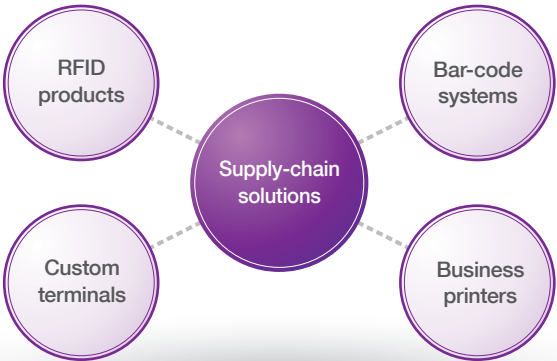 RFID
products
Bar-code
systems
Supply-chain
solutions
Custom
terminals
Business
printers